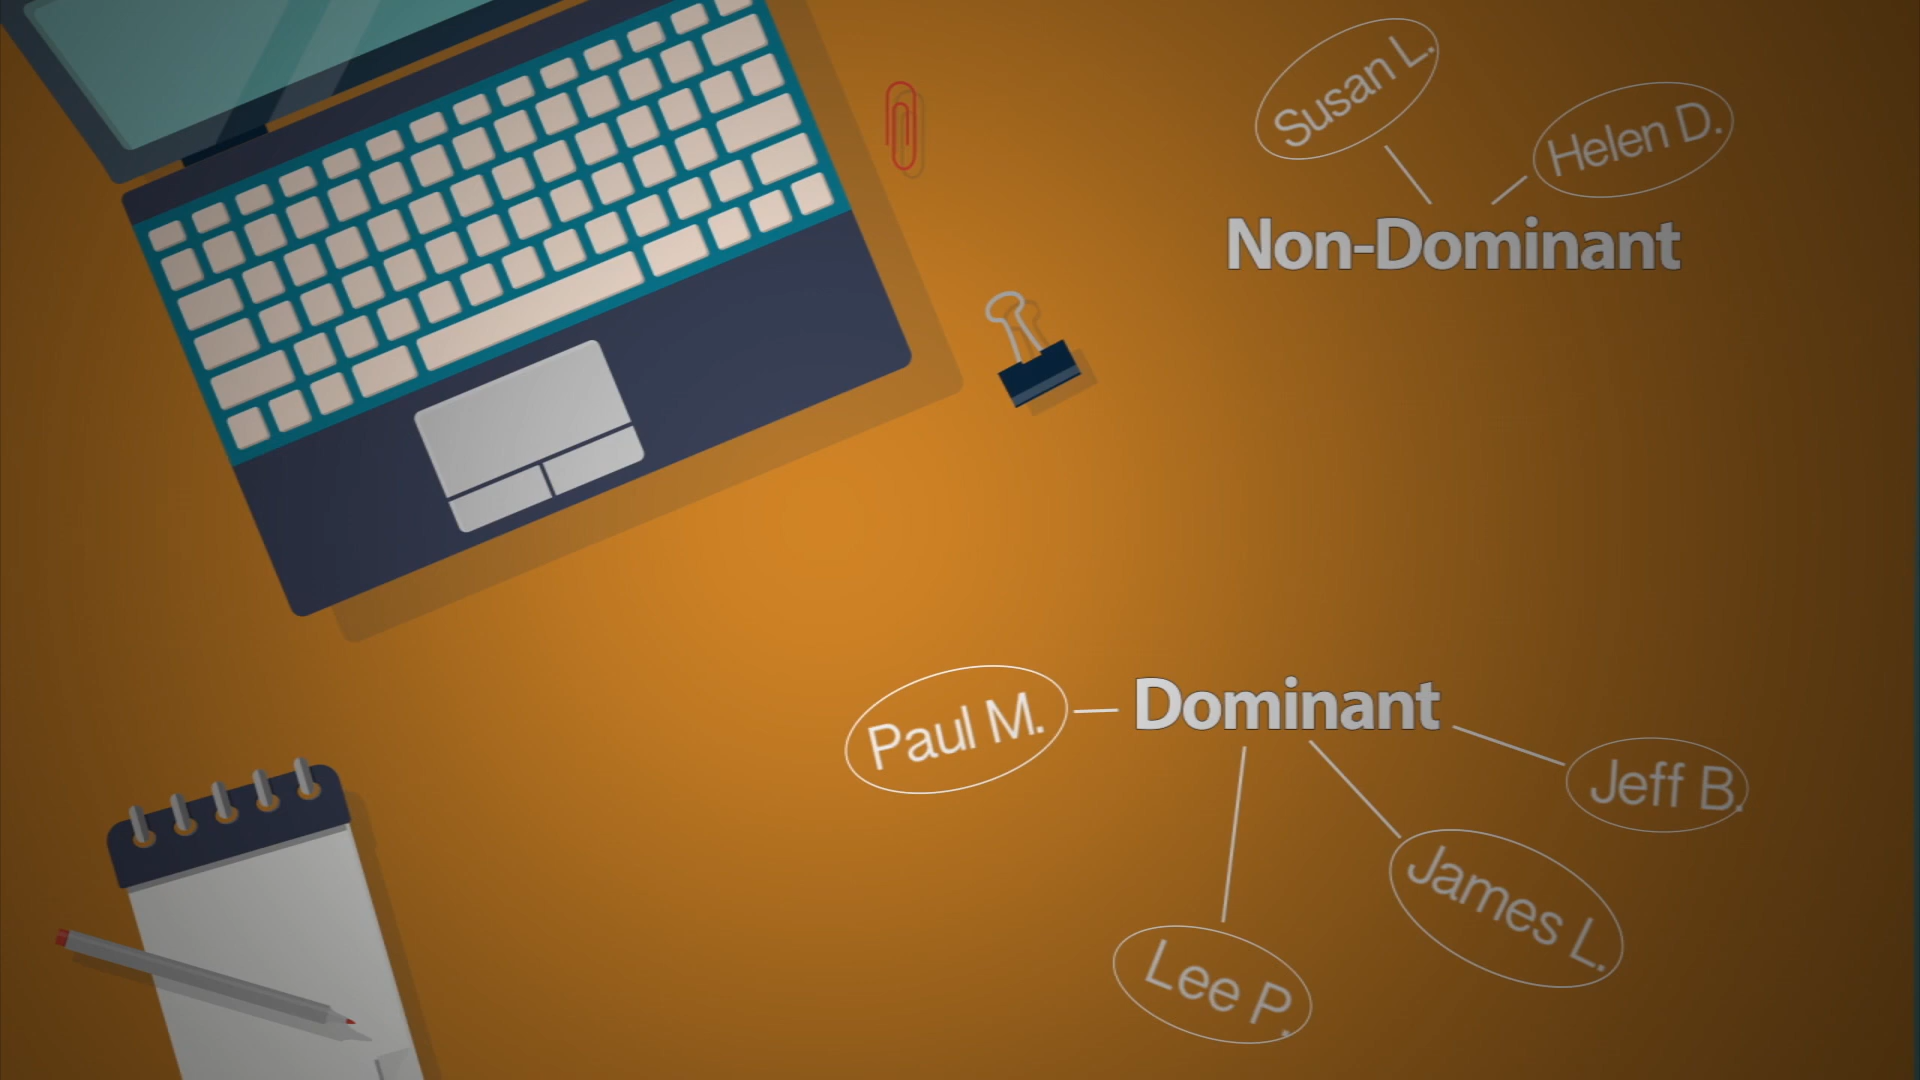 Susan L.
Helen D.
Non-Dominant
Dominant
Paul M.
Jeff B.
James L.
Lee P.